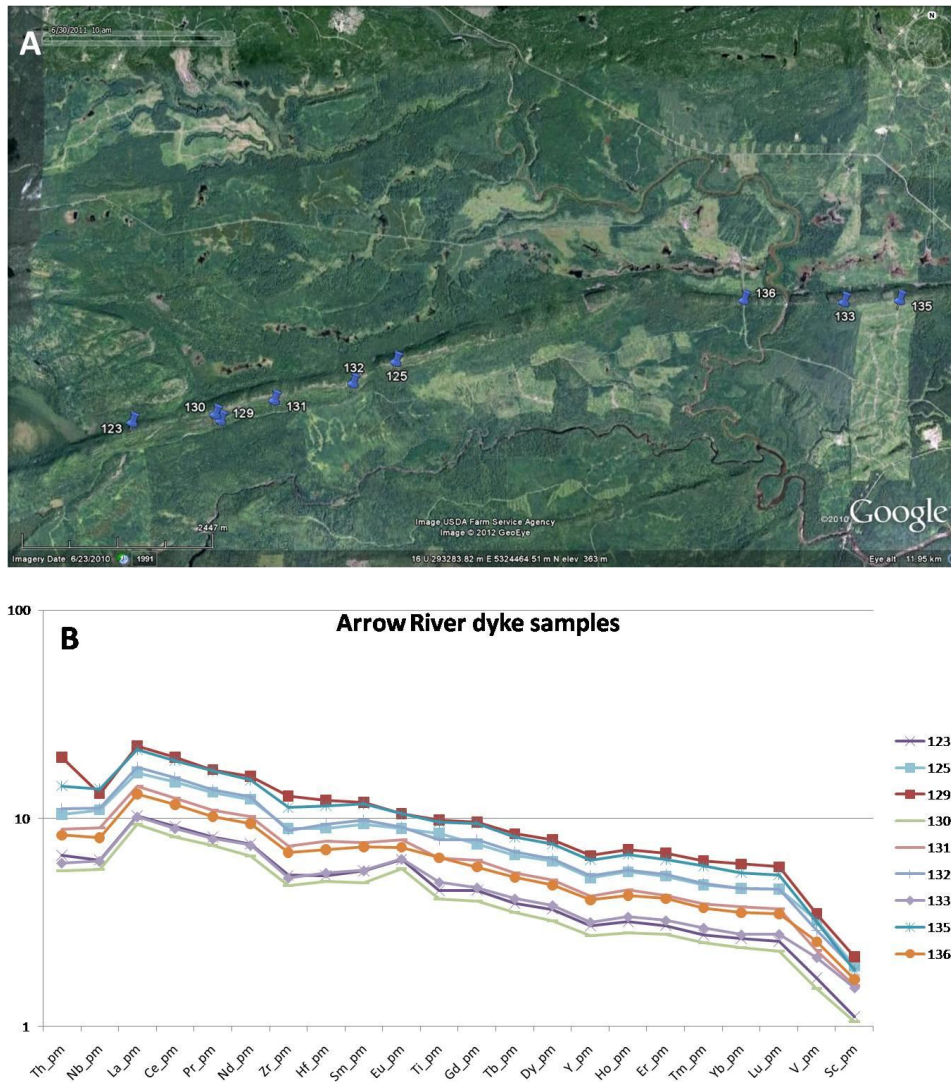 A
6/30/2011 10 am
N
136
133
135
132
125
130
129
131
123
2447 m
Image USDA Farm Service Agency
Image © 2012 GeoEye
©2010 Google
Imagery Date: 6/23/2010 1991
16 U 293283.82 m E 5324464.51 m N elev 363 m
Eye alt 11.95 km
B
Arrow River dyke samples
100
10
1
123
125
129
130
131
132
133
135
136
Th_pm Nb_pm La_pm Ce_pm Pr_pm Nd_pm Zr_pm Hf_pm Sm_pm Eu_pm Ti_pm Gd_pm Tb_pm Dy_pm Y_pm Ho_pm Er_pm Tm_pm Yb_pm Lu_pm V_pm Sc_pm